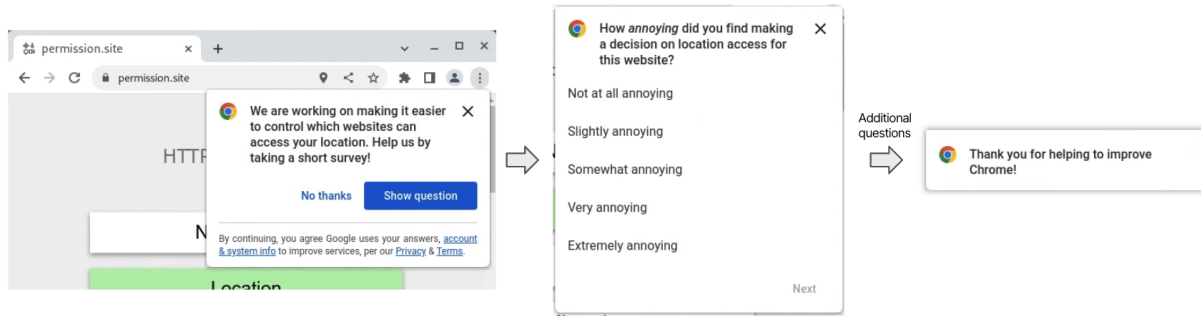 permission.site
permission.site
We are working on making it easier
to control which websites can
access your location. Help us by
taking a short survey!
HTTP
No thanks
Show question
N
By continuing, you agree Google uses your answers, account
& system info to improve services, per our Privacy & Terms.
Location
How annoying did you find making
a decision on location access for
this website?
Not at all annoying
Slightly annoying
Somewhat annoying
Very annoying
Extremely annoying
Next
Additional
questions
Thank you for helping to improve
Chrome!